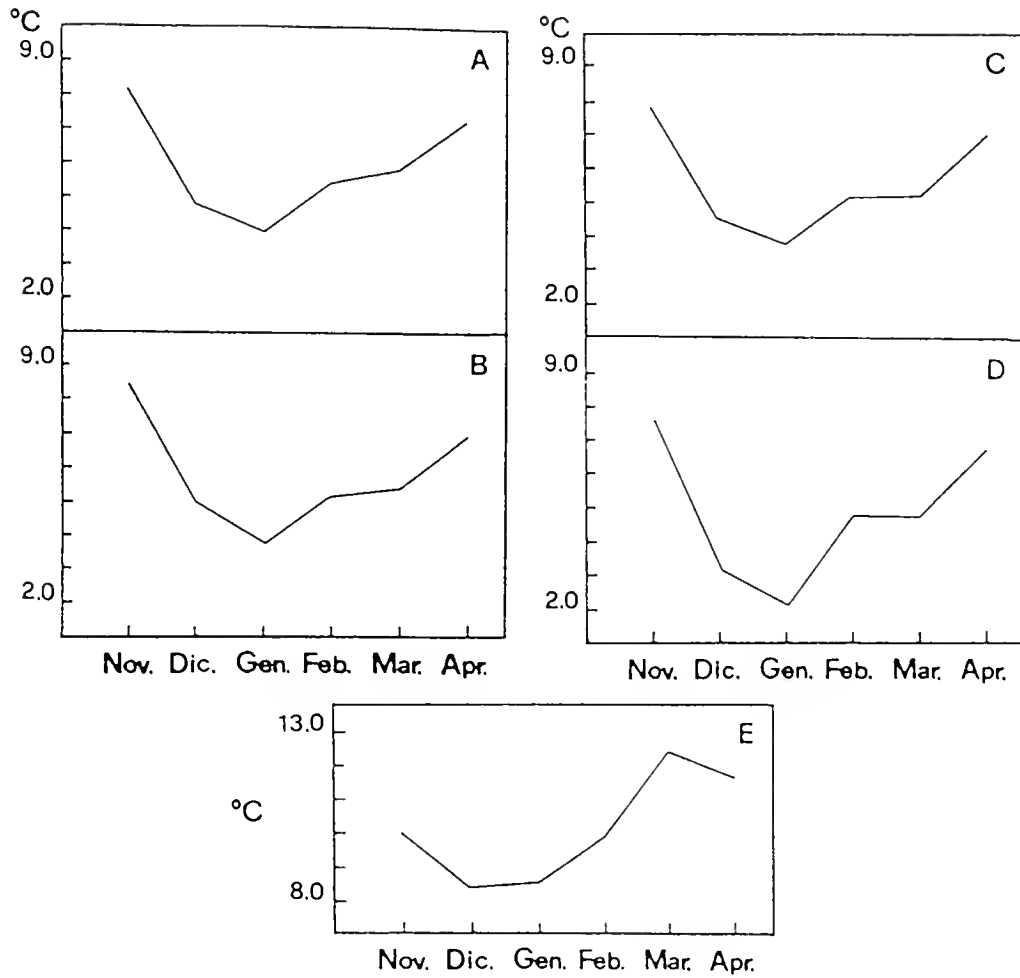 °C
9.0
A
2.0
9.0
B
2.0
Nov. Dic. Gen. Feb. Mar. Apr.
°C
9.0
C
2.0
9.0
D
2.0
Nov. Dic. Gen. Feb. Mar. Apr.
13.0
E
°C
8.0
Nov. Dic. Gen. Feb. Mar. Apr.